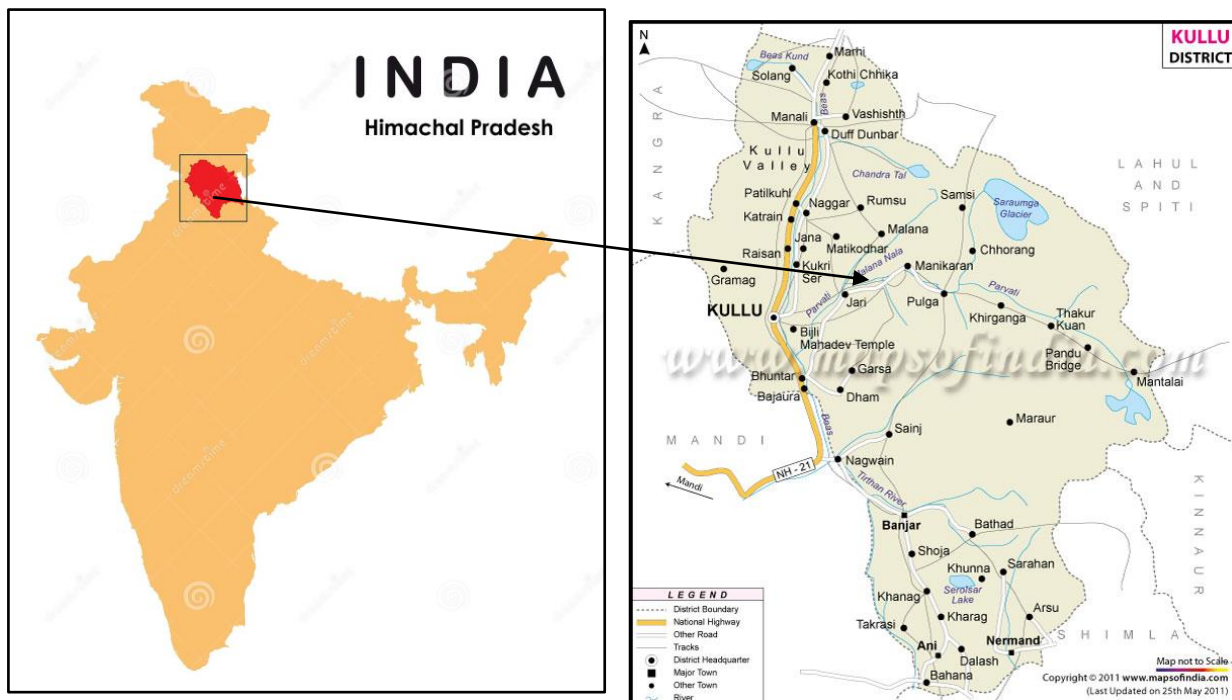 INDIA
Himachal Pradesh
dreamstime
KULLU
DISTRICT
N
Marhi
Beas Kund
Solang
Kothi Chhika
Beas
Manali
Vashishth
Duff Dunbar
Kullu
Valley
Chandra Tal
LAHUL
AND
SPITI
KANGRA
Patilkuhl
Naggar
Rumsu
Samsi
Saraumga
Glacier
Katrain
Jana
Malana
Raisan
Matikodhar
Chhorang
Malana Nala
Manikaran
Gramag
Kukri
Ser
Parvati
Jari
Pulga
Parvati
KULLU
Khirganga
Thakur
Kuan
Bijli
Mahadev Temple
Pandu
Bridge
www.mapsofindia.com
Garsa
Bhuntar
Mantalai
Bajaura
Dham
Beas
Maraur
MANDI
Sainj
NH - 21
Nagwain
Mandi
Tirthan River
KINNAUR
Banjar
Bathad
Shoja
Khunna
Sarahan
Serolsar
Lake
Khanag
Kharag
Arsu
Takrasi
SHIMLA
Ani
Nermand
Dalash
Bahana
LEGEND
District Boundary
National Highway
Other Road
Tracks
District Headquarter
Major Town
Other Town
River
Map not to Scale
Copyright © 2011 www.mapsofindia.com
(Last Updated on 25th May 2011)